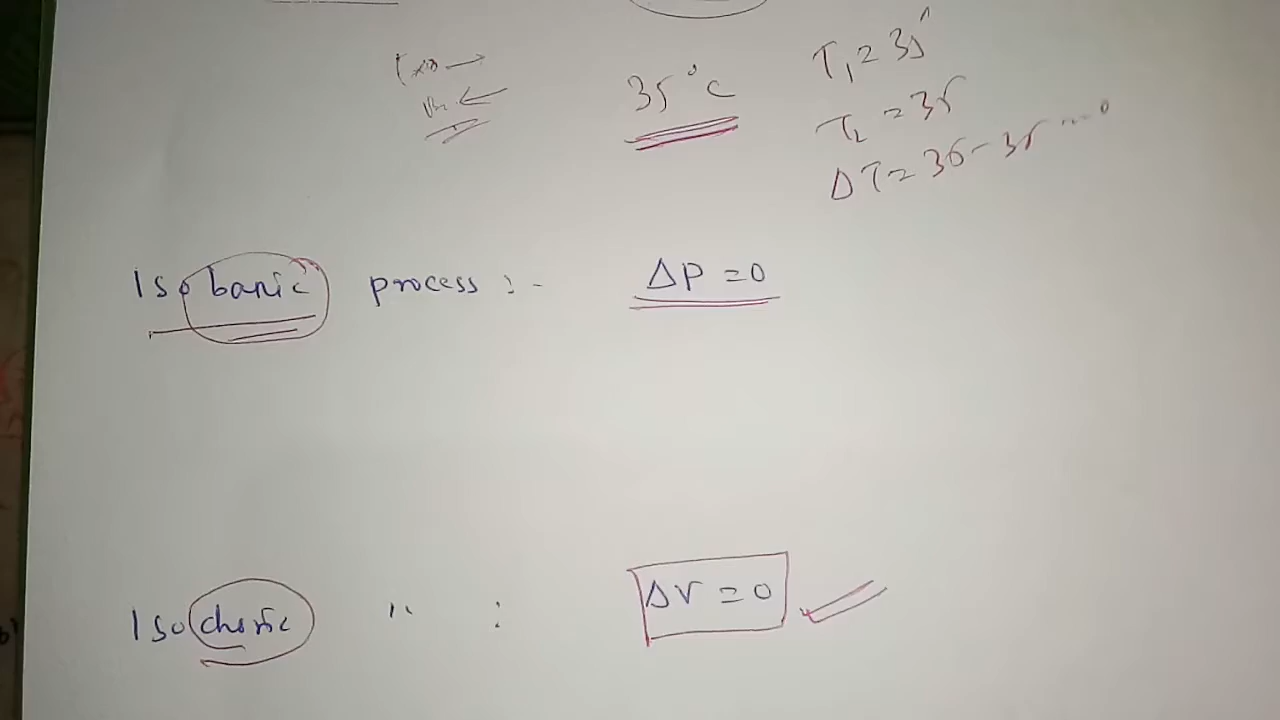 35°C
T₁ = 35
T₂ = 35
ΔT = 35 - 35
Isobaric process :-
ΔP = 0
Isochoric " :
ΔV = 0